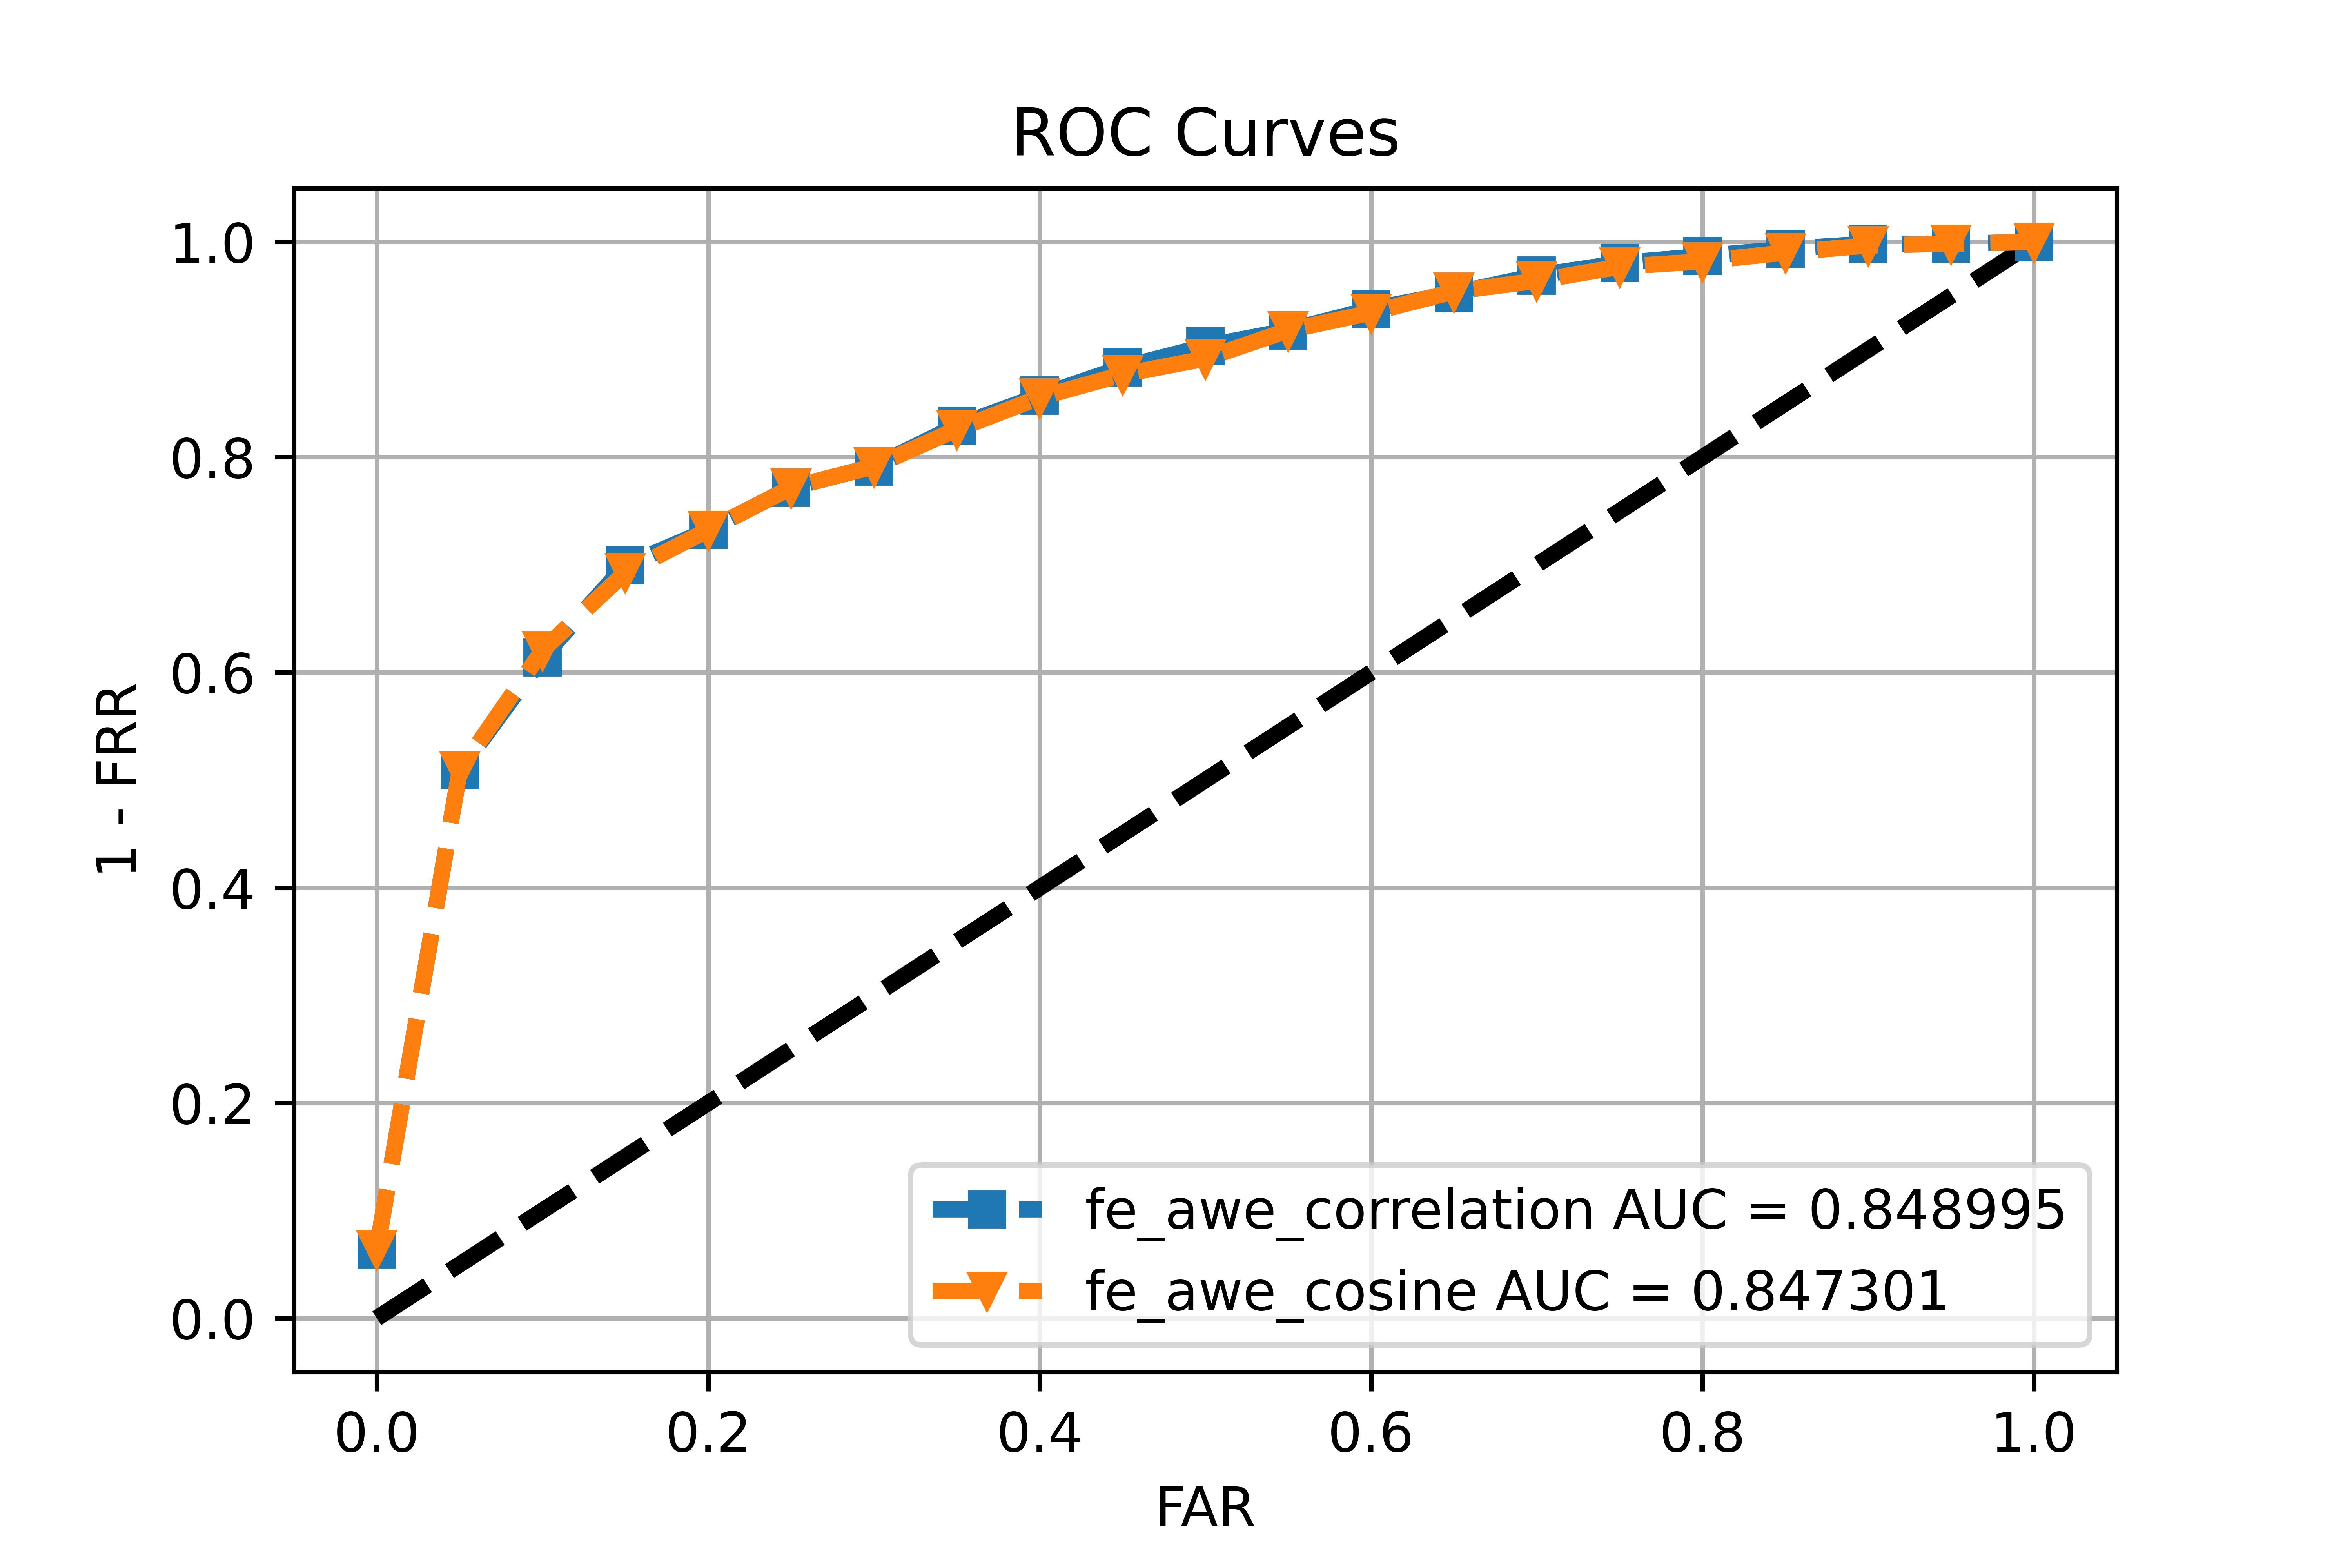 ROC Curves
1.0
0.8
0.6
0.4
0.2
0.0
1 - FRR
fe_awe_correlation AUC = 0.848995
fe_awe_cosine AUC = 0.847301
0.0 0.2 0.4 0.6 0.8 1.0
FAR